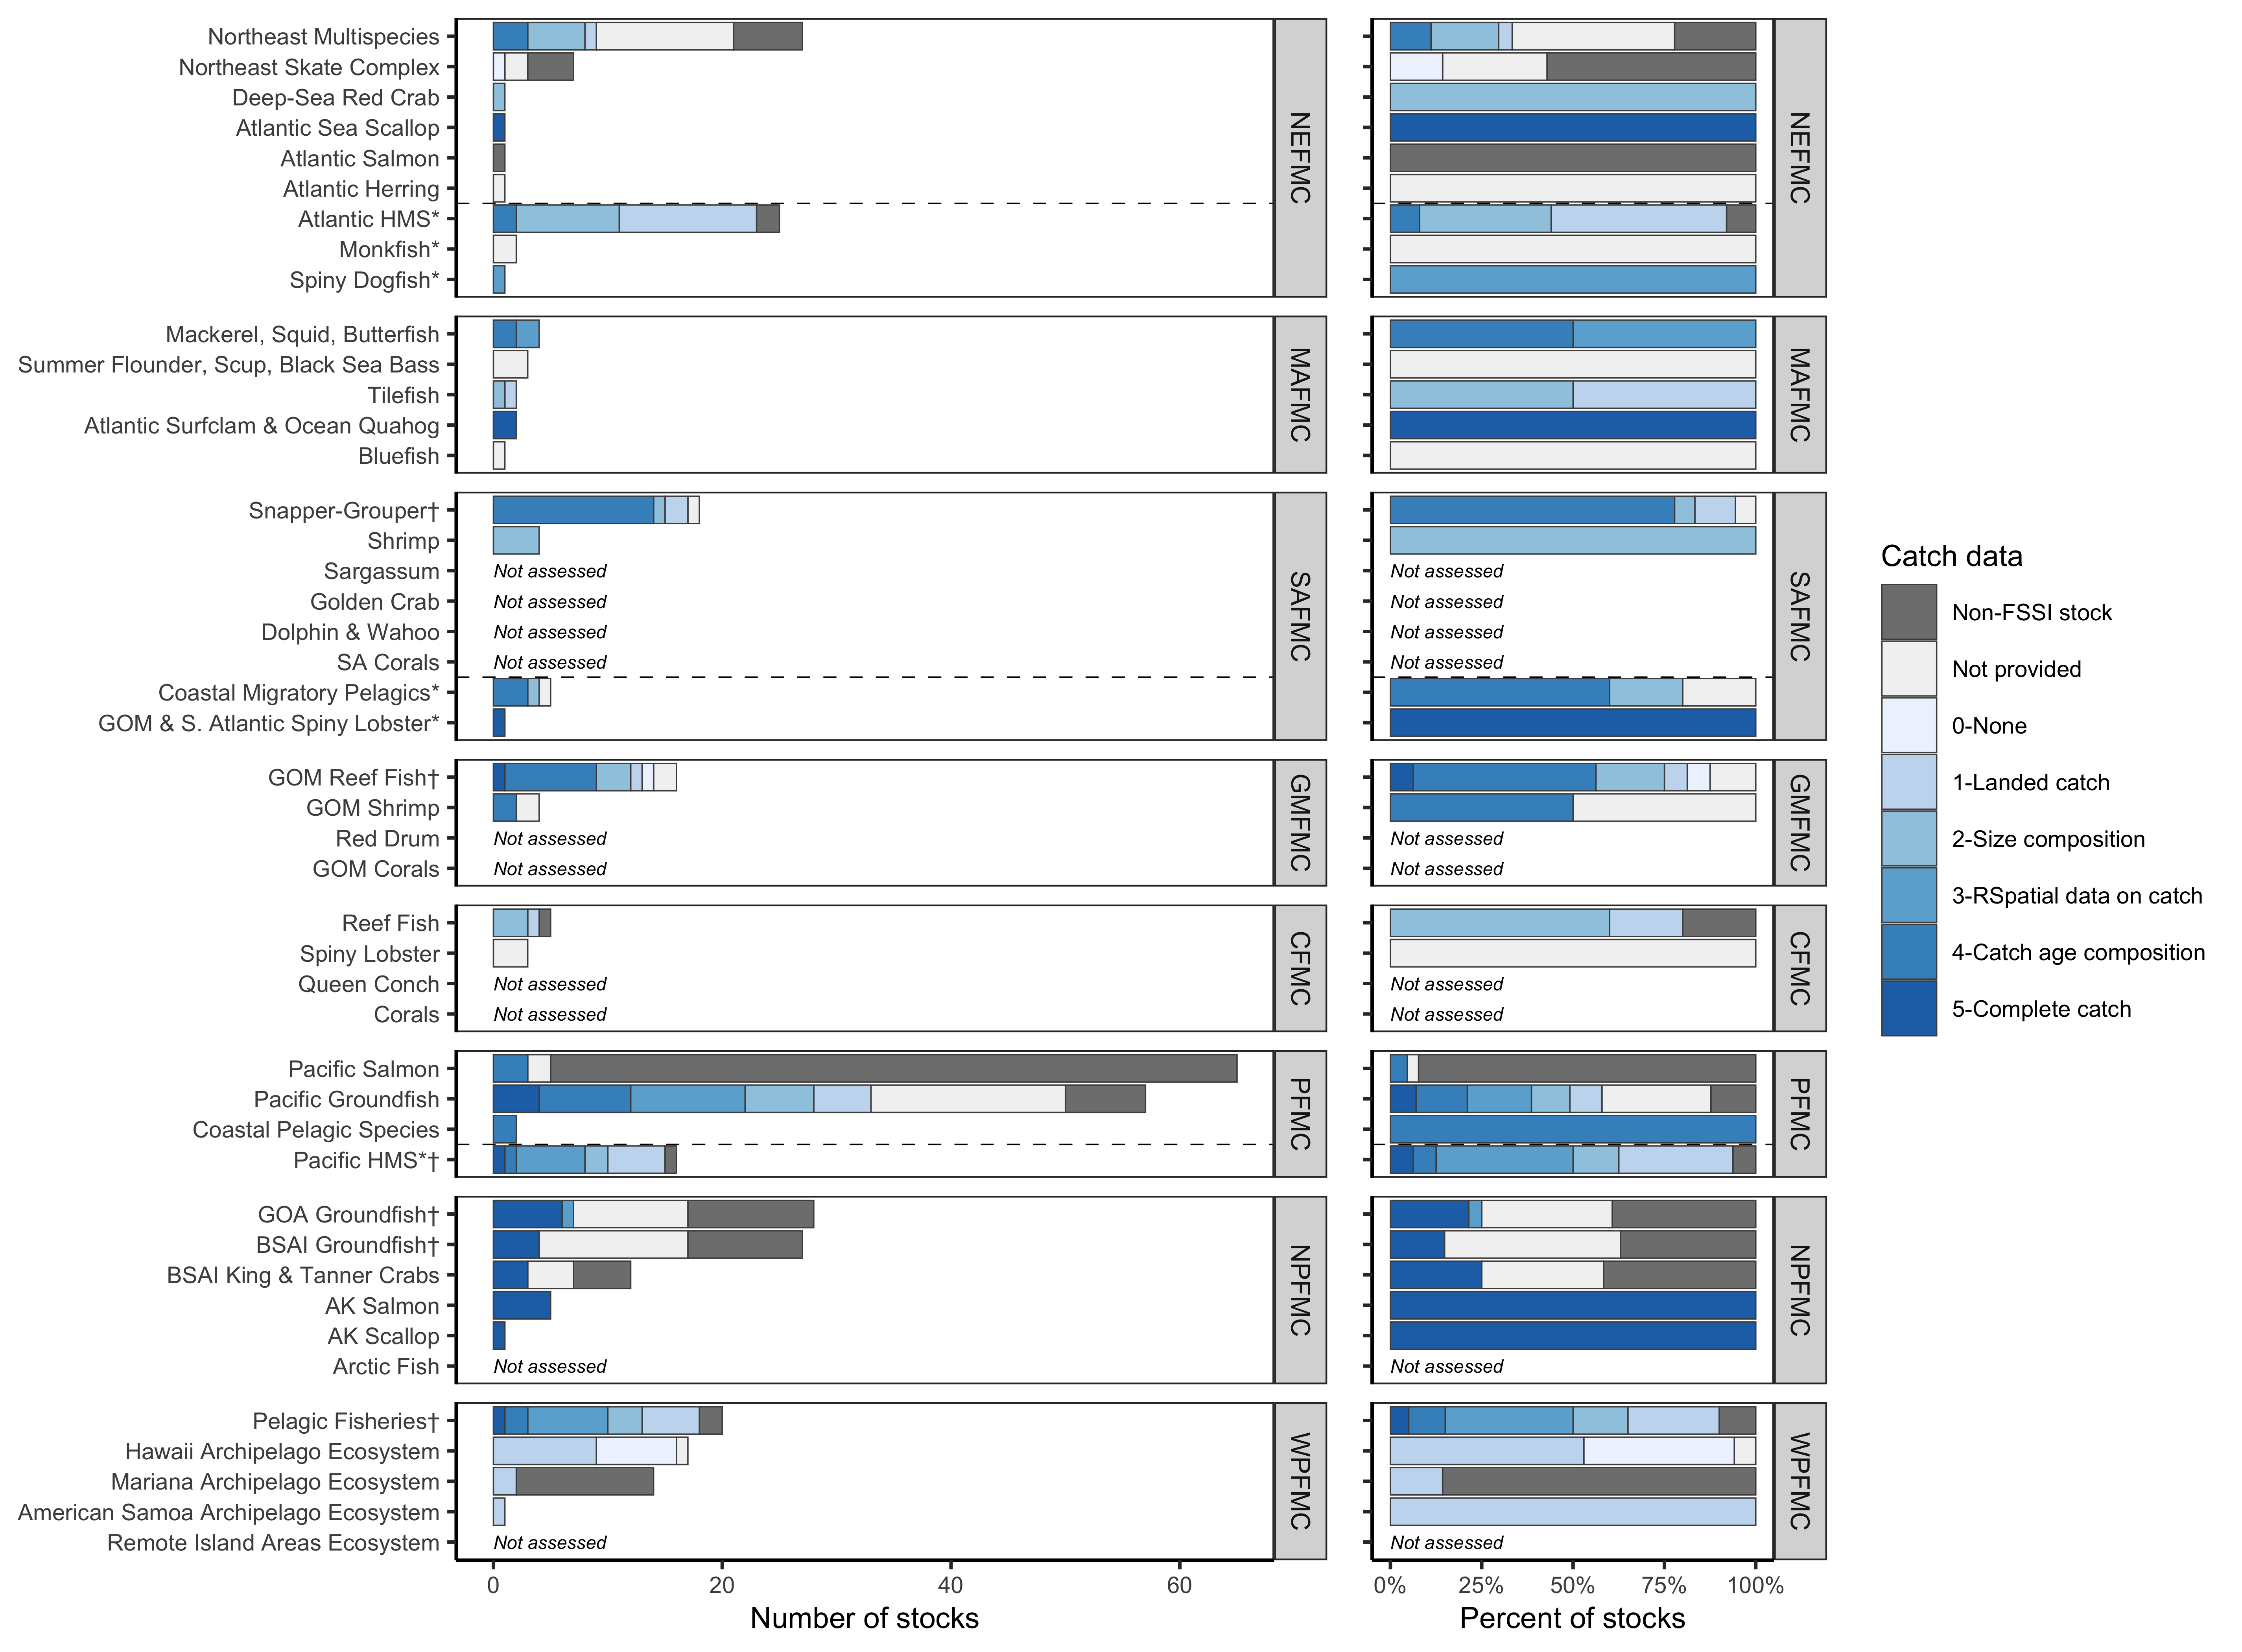 Northeast Multispecies
Northeast Skate Complex
Deep-Sea Red Crab
Atlantic Sea Scallop
Atlantic Salmon
Atlantic Herring
Atlantic HMS*
Monkfish*
Spiny Dogfish*
NEFMC
NEFMC
Mackerel, Squid, Butterfish
Summer Flounder, Scup, Black Sea Bass
Tilefish
Atlantic Surfclam & Ocean Quahog
Bluefish
MAFMC
MAFMC
Snapper-Grouper†
Shrimp
Sargassum Not assessed Not assessed
Golden Crab Not assessed Not assessed
Dolphin & Wahoo Not assessed Not assessed
SA Corals Not assessed Not assessed
Coastal Migratory Pelagics*
GOM & S. Atlantic Spiny Lobster*
SAFMC
SAFMC
GOM Reef Fish†
GOM Shrimp
Red Drum Not assessed Not assessed
GOM Corals Not assessed Not assessed
GMFMC
GMFMC
Reef Fish
Spiny Lobster
Queen Conch Not assessed Not assessed
Corals Not assessed Not assessed
CFMC
CFMC
Pacific Salmon
Pacific Groundfish
Coastal Pelagic Species
Pacific HMS*†
PFMC
PFMC
GOA Groundfish†
BSAI Groundfish†
BSAI King & Tanner Crabs
AK Salmon
AK Scallop
Arctic Fish Not assessed Not assessed
NPFMC
NPFMC
Pelagic Fisheries†
Hawaii Archipelago Ecosystem
Mariana Archipelago Ecosystem
American Samoa Archipelago Ecosystem
Remote Island Areas Ecosystem Not assessed Not assessed
WPFMC
WPFMC
0 20 40 60
Number of stocks
0% 25% 50% 75% 100%
Percent of stocks
Catch data
Non-FSSI stock
Not provided
0-None
1-Landed catch
2-Size composition
3-RSpatial data on catch
4-Catch age composition
5-Complete catch